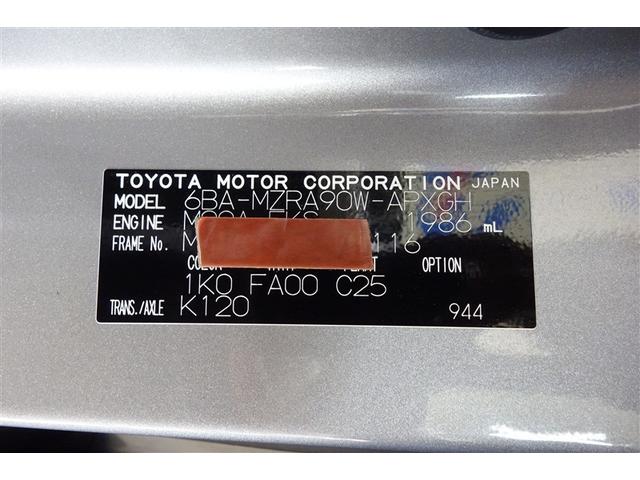 TOYOTA MOTOR CORPORATION JAPAN
MODEL 6BA-MZRA90W-APXGH
ENGINE 1986 mL
FRAME No. 116
OPTION
1K0 FA00 C25
TRANS./AXLE K120 944